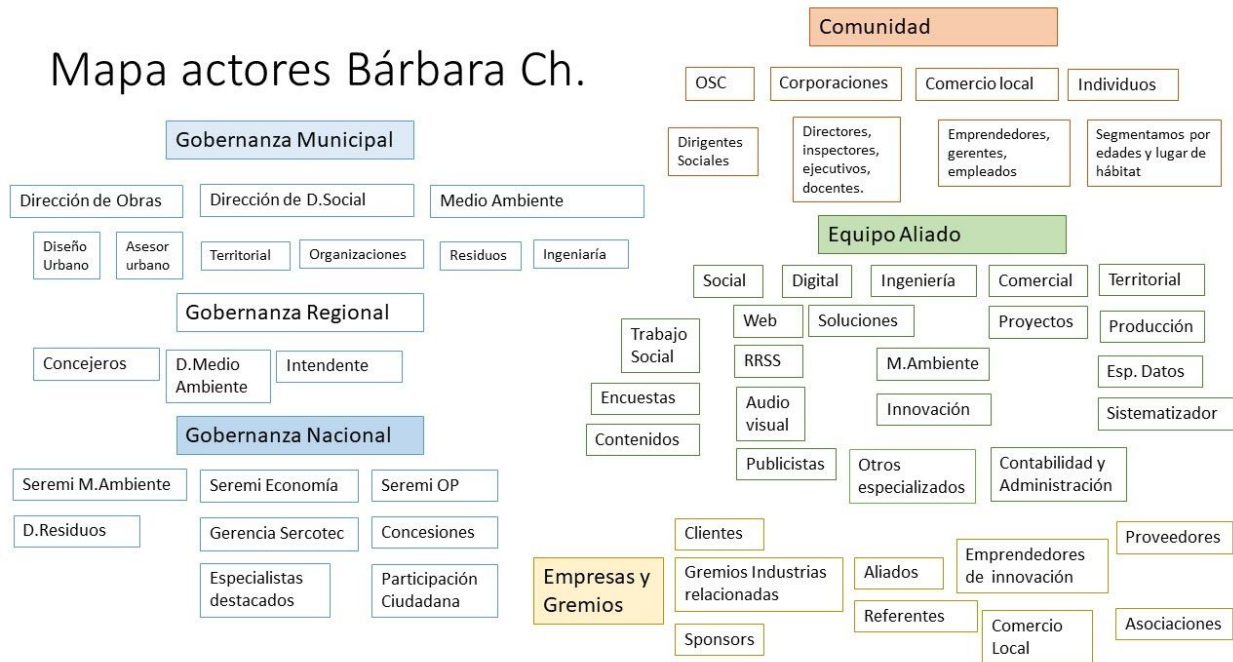 Mapa actores Bárbara Ch.
Gobernanza Municipal
Dirección de Obras
Dirección de D.Social
Medio Ambiente
Diseño
Urbano
Asesor
urbano
Territorial
Organizaciones
Residuos
Ingeniaría
Gobernanza Regional
Concejeros
D.Medio
Ambiente
Intendente
Gobernanza Nacional
Seremi M.Ambiente
Seremi Economía
Seremi OP
D.Residuos
Gerencia Sercotec
Concesiones
Especialistas
destacados
Participación
Ciudadana
Comunidad
OSC
Corporaciones
Comercio local
Individuos
Dirigentes
Sociales
Directores,
inspectores,
ejecutivos,
docentes.
Emprendedores,
gerentes,
empleados
Segmentamos por
edades y lugar de
hábitat
Equipo Aliado
Social
Digital
Ingeniería
Comercial
Territorial
Trabajo
Social
Web
Soluciones
Proyectos
Producción
RRSS
M.Ambiente
Esp. Datos
Encuestas
Audio
visual
Innovación
Sistematizador
Contenidos
Publicistas
Otros
especializados
Contabilidad y
Administración
Empresas y
Gremios
Clientes
Gremios Industrias
relacionadas
Sponsors
Aliados
Referentes
Emprendedores
de innovación
Comercio
Local
Proveedores
Asociaciones